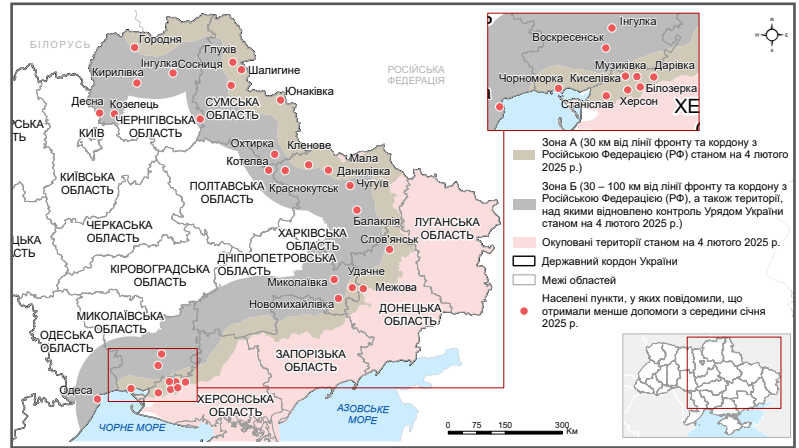 БІЛОРУСЬ
Городня
Глухів
Інгулка
Сосниця
Шалигине
Кирилівка
РОСІЙСЬКА
ФЕДЕРАЦІЯ
Юнаківка
Десна
Козелець
СУМСЬКА
ОБЛАСТЬ
КИЇВ
ЧЕРНІГІВСЬКА
ОБЛАСТЬ
Охтирка
Кленове
Котелва
Мала
Данилівка
КИЇВСЬКА
ОБЛАСТЬ
ПОЛТАВСЬКА
ОБЛАСТЬ
Краснокутськ
Чугуїв
Балаклія
ЛУГАНСЬКА
ОБЛАСТЬ
ЧЕРКАСЬКА
ОБЛАСТЬ
ХАРКІВСЬКА
ОБЛАСТЬ
Слов'янськ
ДНІПРОПЕТРОВСЬКА
ОБЛАСТЬ
КІРОВОГРАДСЬКА
ОБЛАСТЬ
Миколаївка
Удачне
Межова
Новомихайлівка
ДОНЕЦЬКА
ОБЛАСТЬ
МИКОЛАЇВСЬКА
ОБЛАСТЬ
ОДЕСЬКА
ОБЛАСТЬ
ЗАПОРІЗЬКА
ОБЛАСТЬ
Одеса
ХЕРСОНСЬКА
ОБЛАСТЬ
ЧОРНЕ МОРЕ
АЗОВСЬКЕ
МОРЕ
0 75 150 300
Км
Інгулка
Воскресенськ
Музиківка
Дарівка
Чорноморка
Киселівка
Білозерка
Станіслав
Херсон
ХЕ
N
W
E
S
Зона А (30 км від лінії фронту та кордону з
Російською Федерацією (РФ) станом на 4 лютого
2025 р.)
Зона Б (30 – 100 км від лінії фронту та кордону з
Російською Федерацією (РФ), а також території,
над якими відновлено контроль Урядом України
станом на 4 лютого 2025 р.)
Окуповані території станом на 4 лютого 2025 р.
Державний кордон України
Межі областей
Населені пункти, у яких повідомили, що
отримали менше допомоги з середини січня
2025 р.